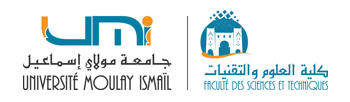 umi
جامعة مولاي إسماعيل
UNIVERSITÉ MOULAY ISMAÏL
كلية العلوم والتقنيات
FACULTÉ DES SCIENCES ET TECHNIQUES